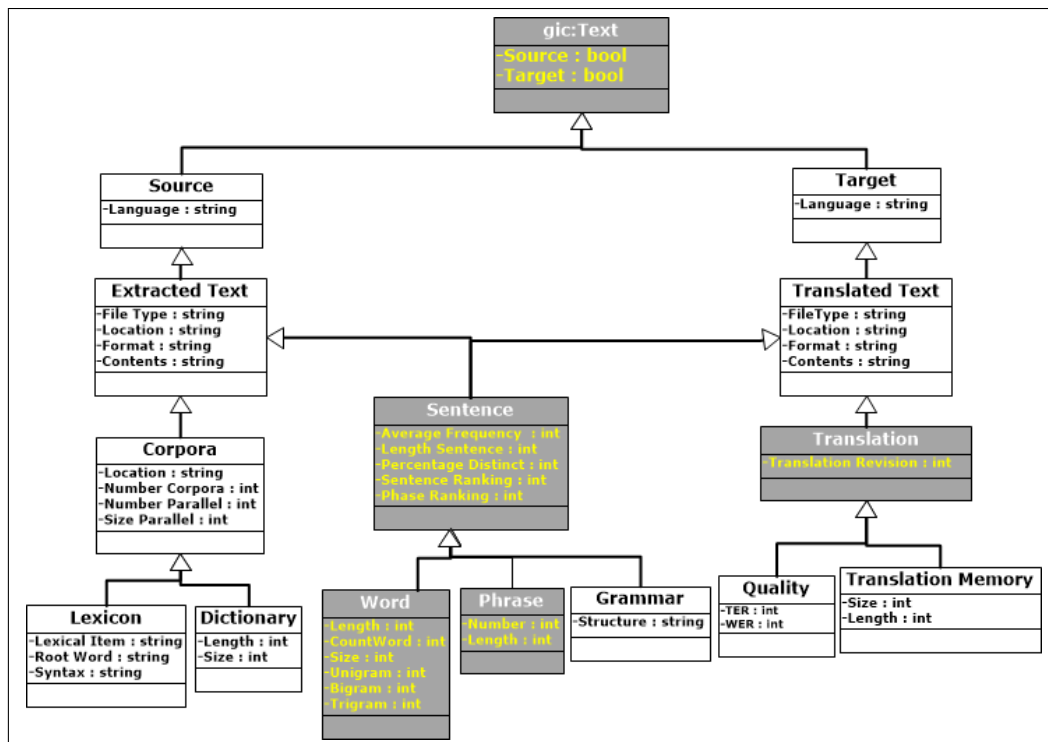 gic:Text
-Source : bool
-Target : bool
Source
-Language : string
Target
-Language : string
Extracted Text
-File Type : string
-Location : string
-Format : string
-Contents : string
Translated Text
-FileType : string
-Location : string
-Format : string
-Contents : string
Sentence
-Average Frequency : int
-Length Sentence : int
-Percentage Distinct : int
-Sentence Ranking : int
-Phase Ranking : int
Translation
-Translation Revision : int
Corpora
-Location : string
-Number Corpora : int
-Number Parallel : int
-Size Parallel : int
Lexicon
-Lexical Item : string
-Root Word : string
-Syntax : string
Dictionary
-Length : int
-Size : int
Word
-Length : int
-CountWord : int
-Size : int
-Unigram : int
-Bigram : int
-Trigram : int
Phrase
-Number : int
-Length : int
Grammar
-Structure : string
Quality
-TER : int
-WER : int
Translation Memory
-Size : int
-Length : int